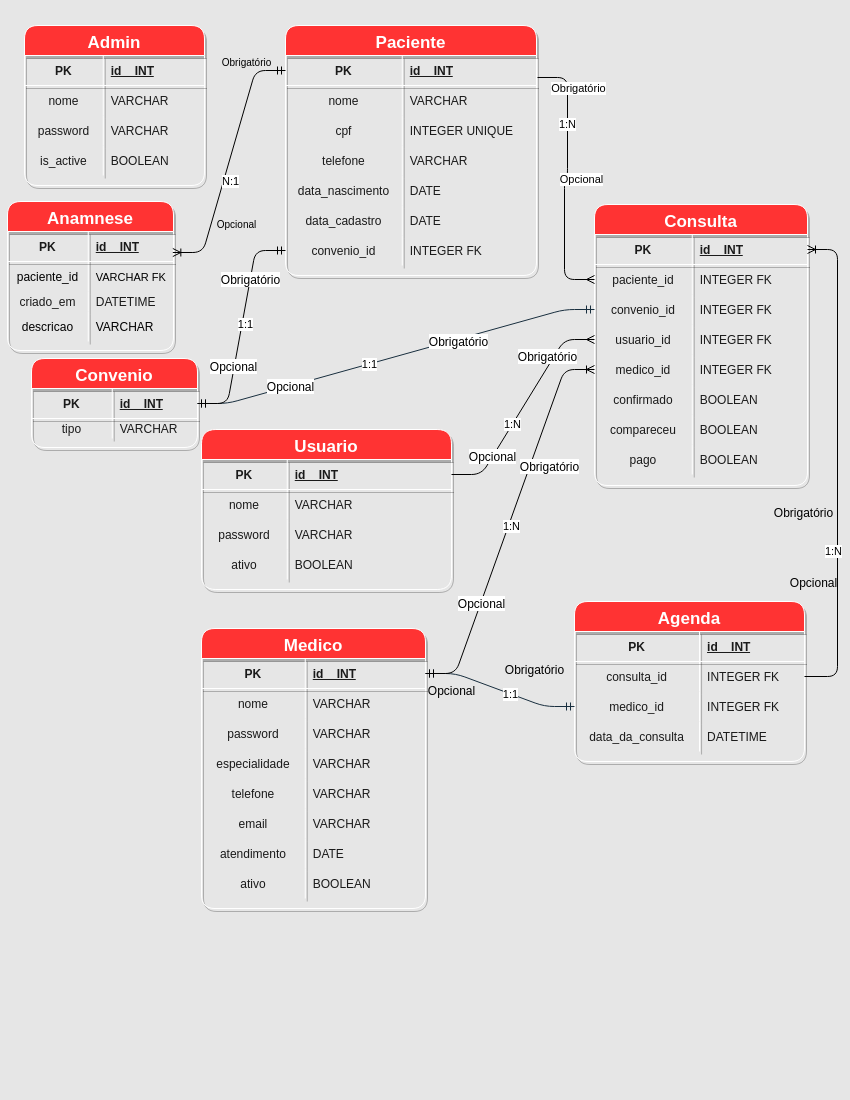 Admin
PK id INT
nome VARCHAR
password VARCHAR
is_active BOOLEAN
Paciente
PK id INT
nome VARCHAR
cpf INTEGER UNIQUE
telefone VARCHAR
data_nascimento DATE
data_cadastro DATE
convenio_id INTEGER FK
Obrigatório
N:1
Opcional
Obrigatório
1:N
Opcional
Anamnese
PK id INT
paciente_id VARCHAR FK
criado_em DATETIME
descricao VARCHAR
Consulta
PK id INT
paciente_id INTEGER FK
convenio_id INTEGER FK
usuario_id INTEGER FK
medico_id INTEGER FK
confirmado BOOLEAN
compareceu BOOLEAN
pago BOOLEAN
Obrigatório
1:1
Opcional
Obrigatório
1:1
Opcional
Convenio
PK id INT
tipo VARCHAR
Obrigatório
1:N
Opcional
Usuario
PK id INT
nome VARCHAR
password VARCHAR
ativo BOOLEAN
Obrigatório
1:N
Opcional
Obrigatório
1:N
Opcional
Medico
PK id INT
nome VARCHAR
password VARCHAR
especialidade VARCHAR
telefone VARCHAR
email VARCHAR
atendimento DATE
ativo BOOLEAN
Obrigatório
1:1
Opcional
Agenda
PK id INT
consulta_id INTEGER FK
medico_id INTEGER FK
data_da_consulta DATETIME